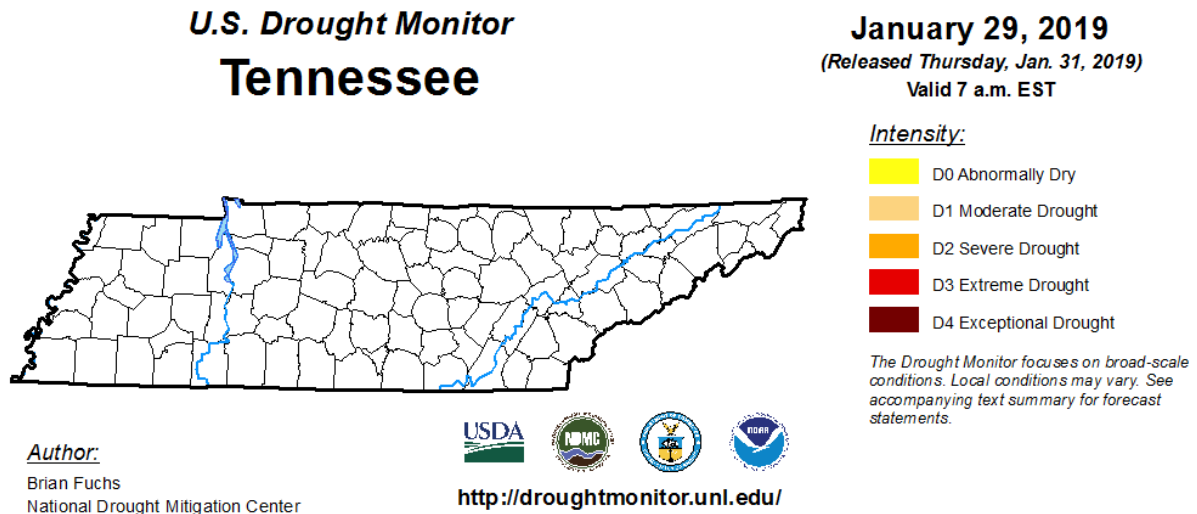 U.S. Drought Monitor
Tennessee
January 29, 2019
(Released Thursday, Jan. 31, 2019)
Valid 7 a.m. EST
Intensity:
D0 Abnormally Dry
D1 Moderate Drought
D2 Severe Drought
D3 Extreme Drought
D4 Exceptional Drought
The Drought Monitor focuses on broad-scale
conditions. Local conditions may vary. See
accompanying text summary for forecast
statements.
Author:
Brian Fuchs
National Drought Mitigation Center
USDA
NDMC
NOAA
http://droughtmonitor.unl.edu/